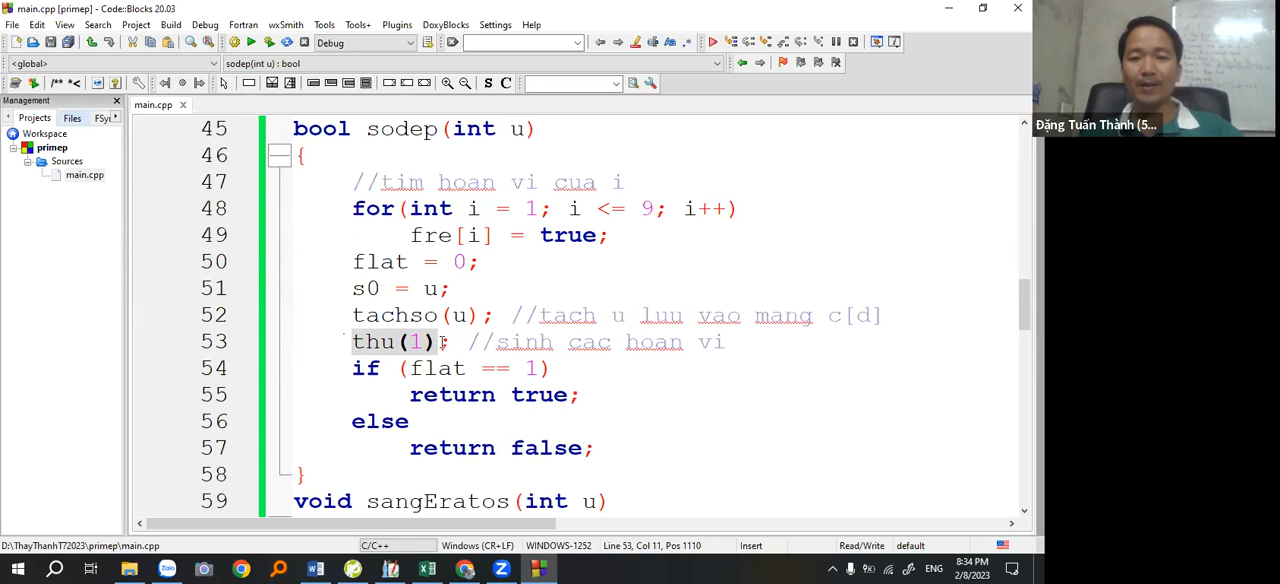 main.cpp [primep] - Code::Blocks 20.03
File Edit View Search Project Build Debug Fortran wxSmith Tools Tools+ Plugins DoxyBlocks Settings Help
Debug
<global> sodep(int u) : bool
/** *< S C
Management
main.cpp
Projects Files FSy
Workspace
primep
Sources
main.cpp
45 bool sodep(int u)
46 {
47 //tim hoan vi cua i
48 for(int i = 1; i <= 9; i++)
49 fre[i] = true;
50 flat = 0;
51 s0 = u;
52 tachso(u); //tach u luu vao mang c[d]
53 thu(1); //sinh cac hoan vi
54 if (flat == 1)
55 return true;
56 else
57 return false;
58 }
59 void sangEratos(int u)
Đặng Tuấn Thành (5...
D:\ThayThanhT72023\primep\main.cpp C/C++ Windows (CR+LF) WINDOWS-1252 Line 53, Col 11, Pos 1110 Insert Read/Write default
Zalo ENG 8:34 PM
2/8/2023